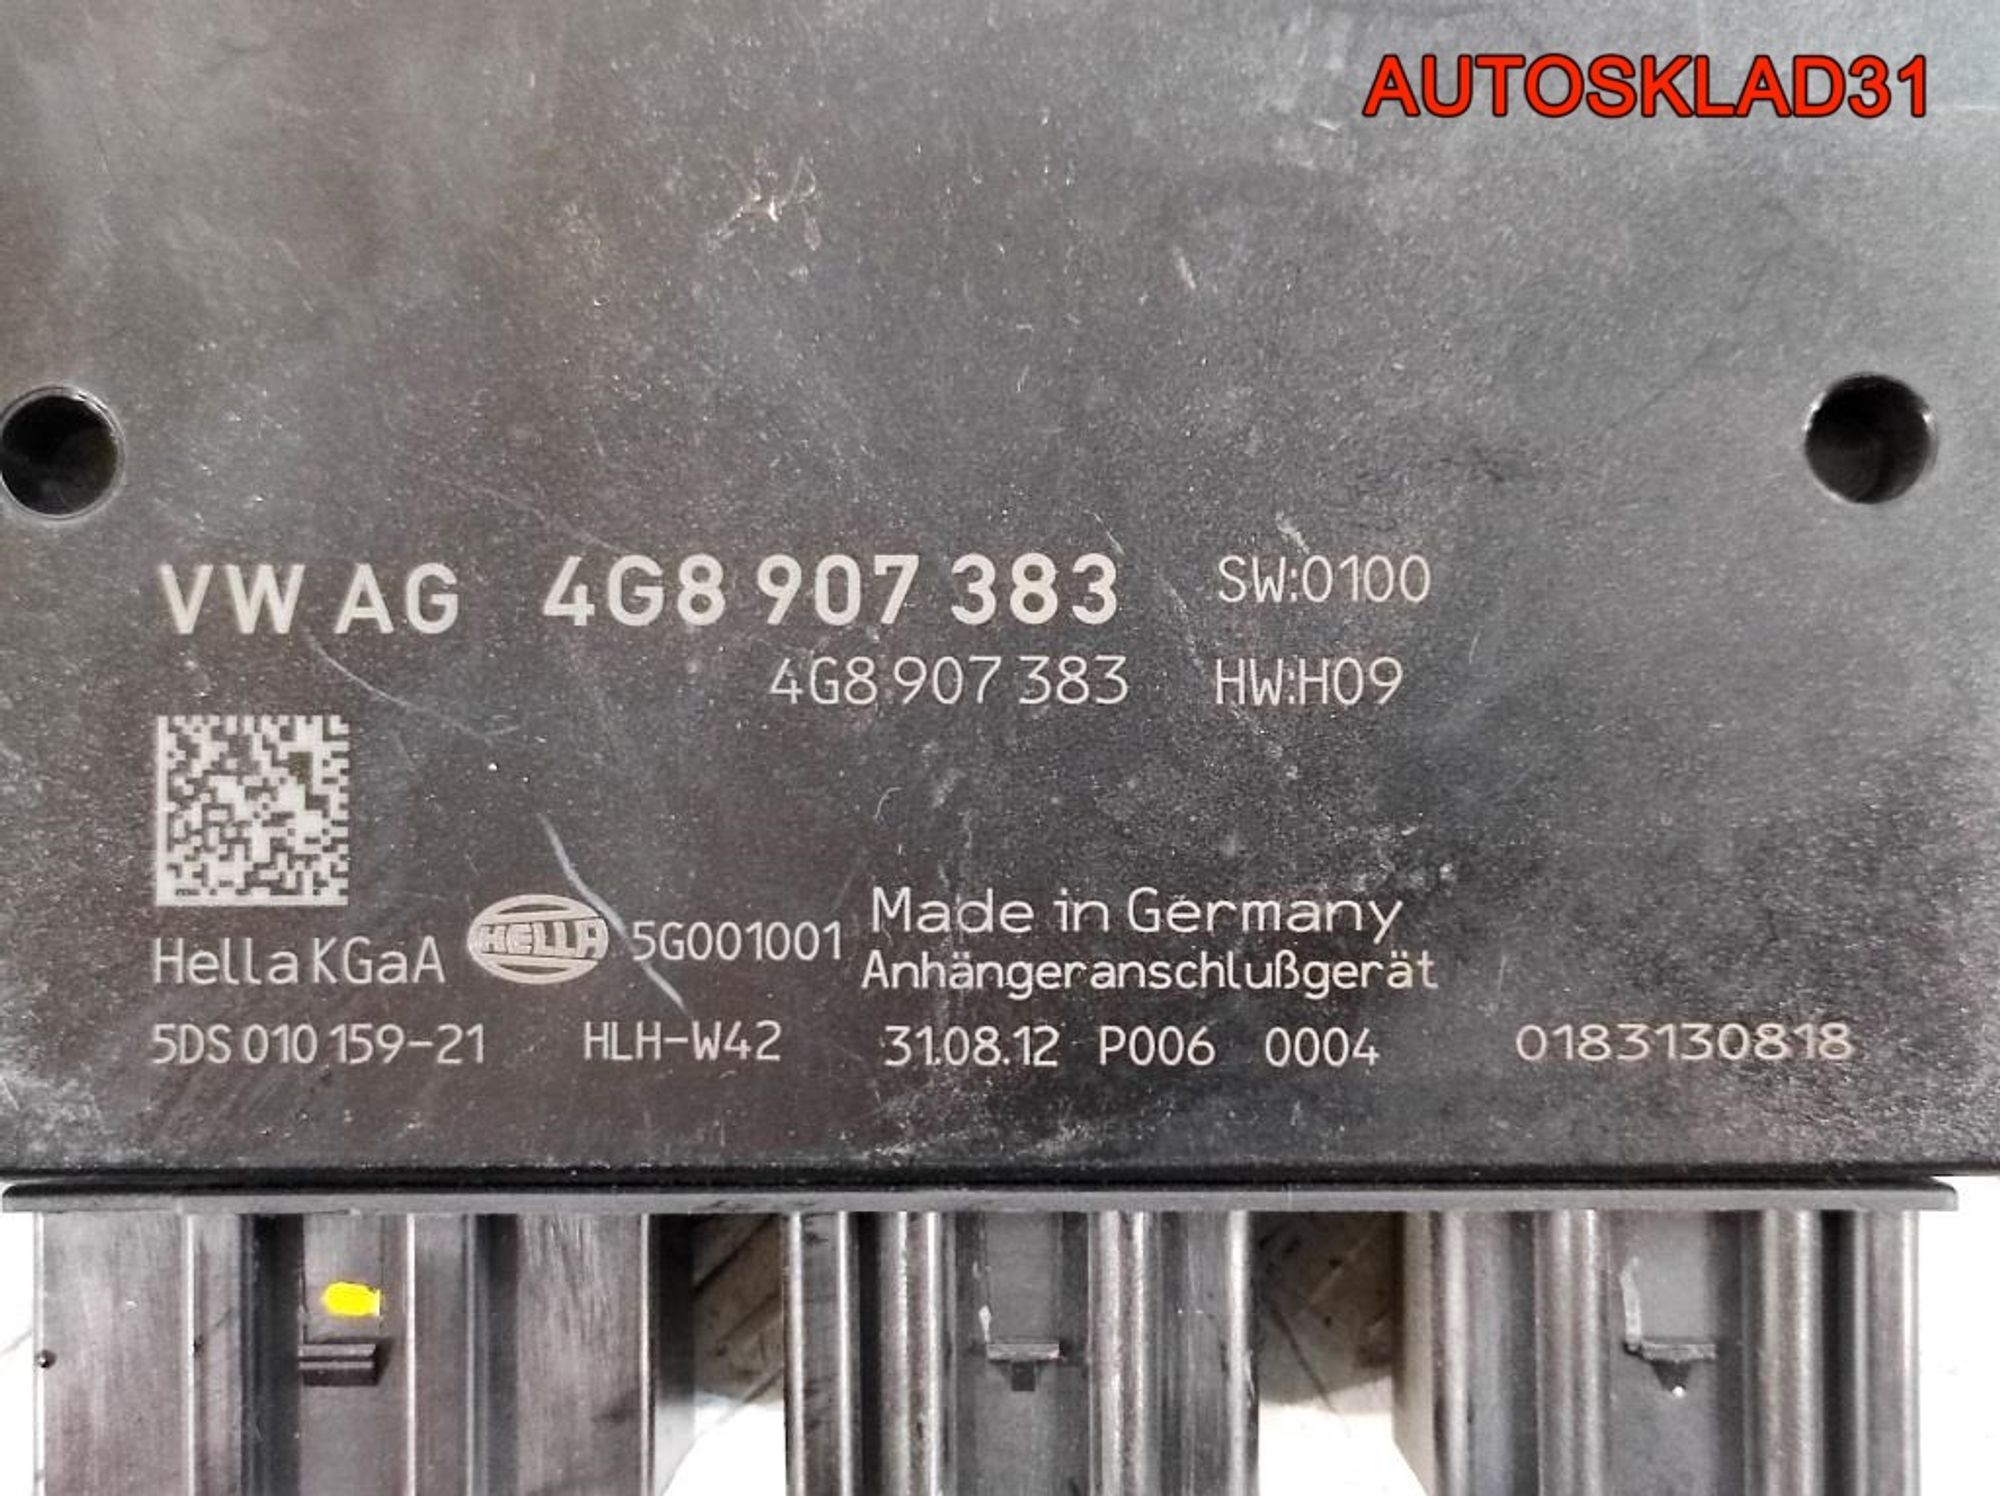 AUTOSKLAD31
VW AG 4G8 907 383 SW:0100
4G8 907 383 HW:H09
Hella KGaA HELLA 5G001001 Made in Germany
Anhängeranschlußgerät
5DS 010 159-21 HLH-W42 31.08.12 P006 0004 0183130818